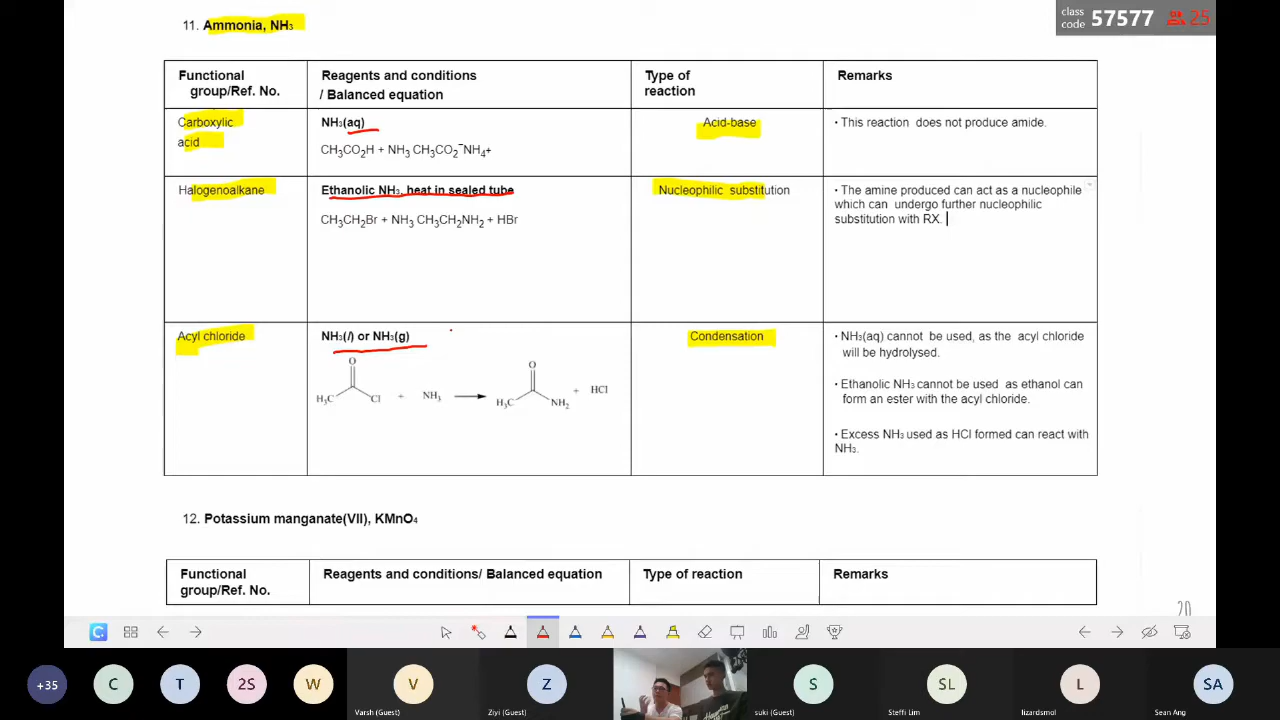 class
code 57577 25
11. Ammonia, NH₃
Functional
group/Ref. No.
Reagents and conditions
/ Balanced equation
Type of
reaction
Remarks
Carboxylic
acid
NH₃(aq)
CH₃CO₂H + NH₃ CH₃CO₂⁻NH₄+
Acid-base
• This reaction does not produce amide.
Halogenoalkane
Ethanolic NH₃, heat in sealed tube
CH₃CH₂Br + NH₃ CH₃CH₂NH₂ + HBr
Nucleophilic substitution
• The amine produced can act as a nucleophile
which can undergo further nucleophilic
substitution with RX.
Acyl chloride
NH₃(l) or NH₃(g)
O
H₃C Cl + NH₃
O
H₃C NH₂ + HCl
Condensation
• NH₃(aq) cannot be used, as the acyl chloride
will be hydrolysed.
• Ethanolic NH₃ cannot be used as ethanol can
form an ester with the acyl chloride.
• Excess NH₃ used as HCl formed can react with
NH₃.
12. Potassium manganate(VII), KMnO₄
Functional
group/Ref. No.
Reagents and conditions/ Balanced equation
Type of reaction
Remarks
20
C
+35 C T 2S W V Z S SL L SA
Varsh (Guest) Ziyi (Guest) suki (Guest) Steffi Lim lizardsmol Sean Ang